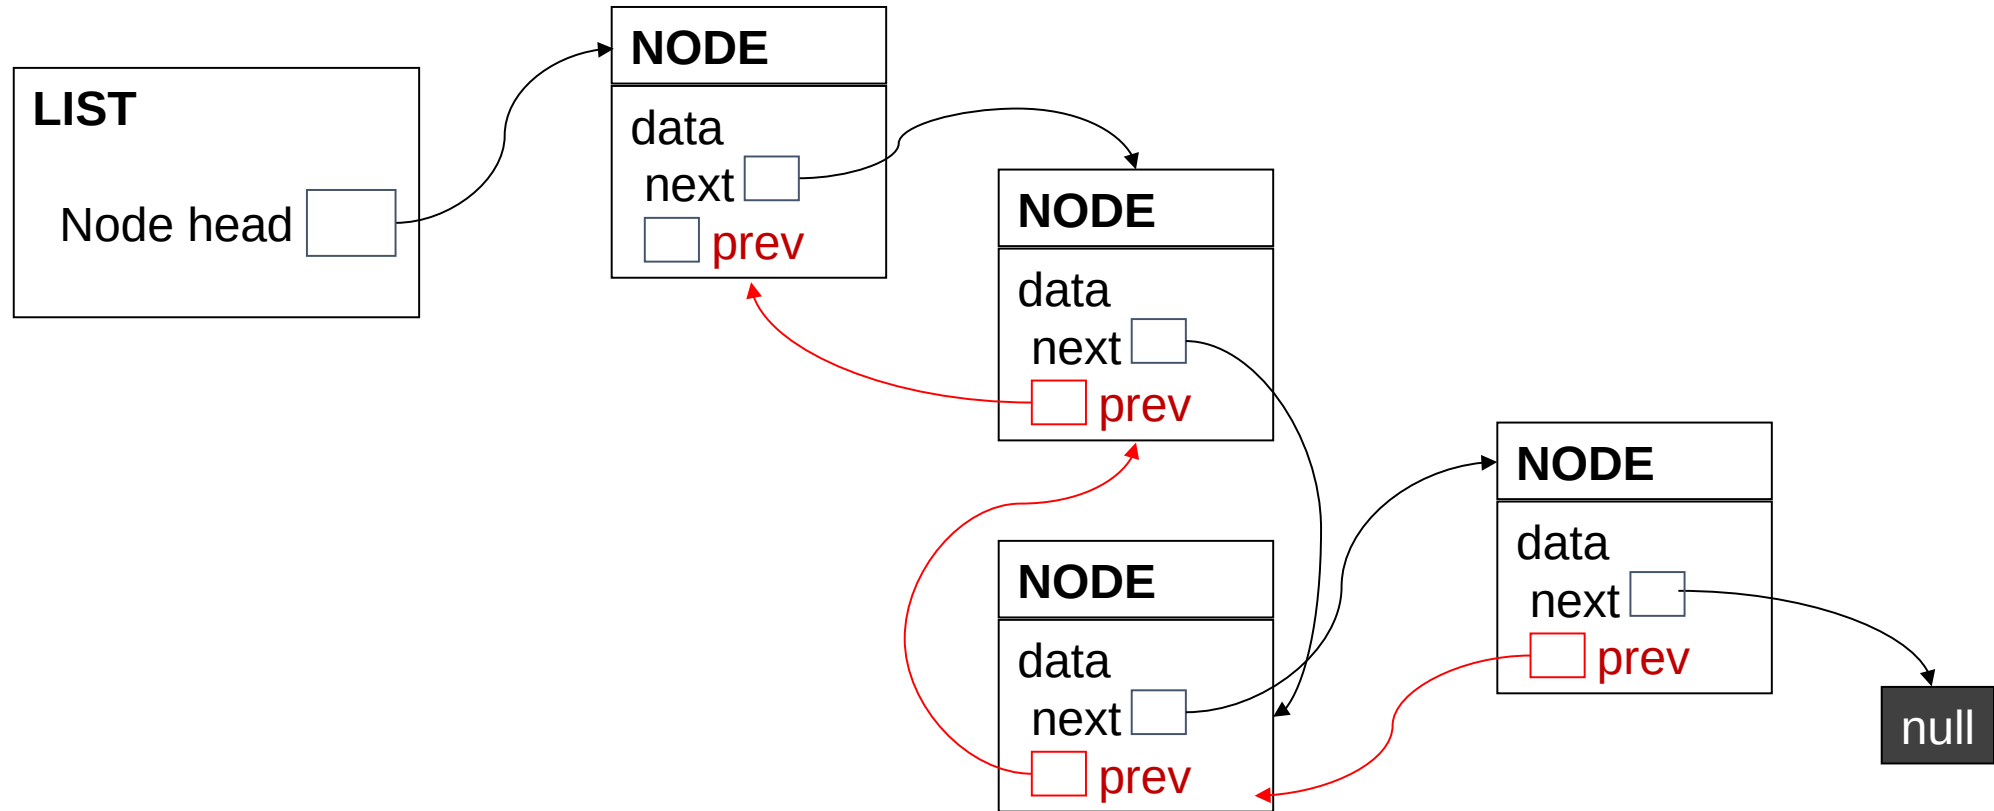 LIST
Node head
NODE
data
next
prev
NODE
data
next
prev
NODE
data
next
prev
NODE
data
next
prev
null